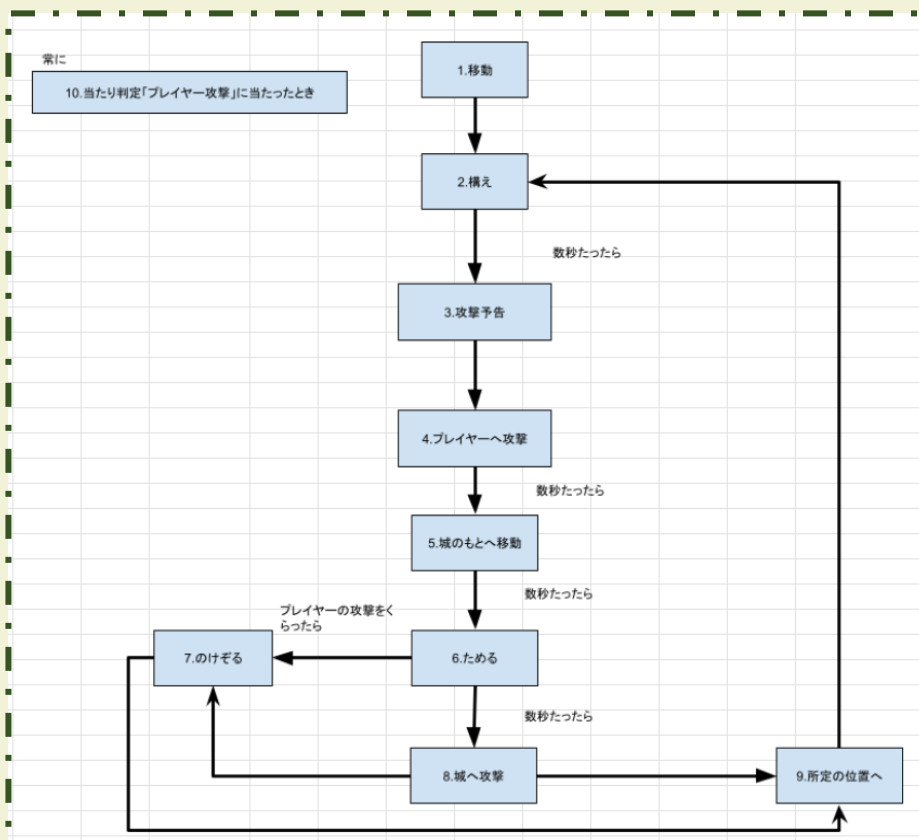 常に
10.当たり判定「プレイヤー攻撃」に当たったとき
1.移動
2.構え
数秒たったら
3.攻撃予告
4.プレイヤーへ攻撃
数秒たったら
5.城のもとへ移動
数秒たったら
プレイヤーの攻撃をく
らったら
7.のけぞる
6.ためる
数秒たったら
8.城へ攻撃
9.所定の位置へ